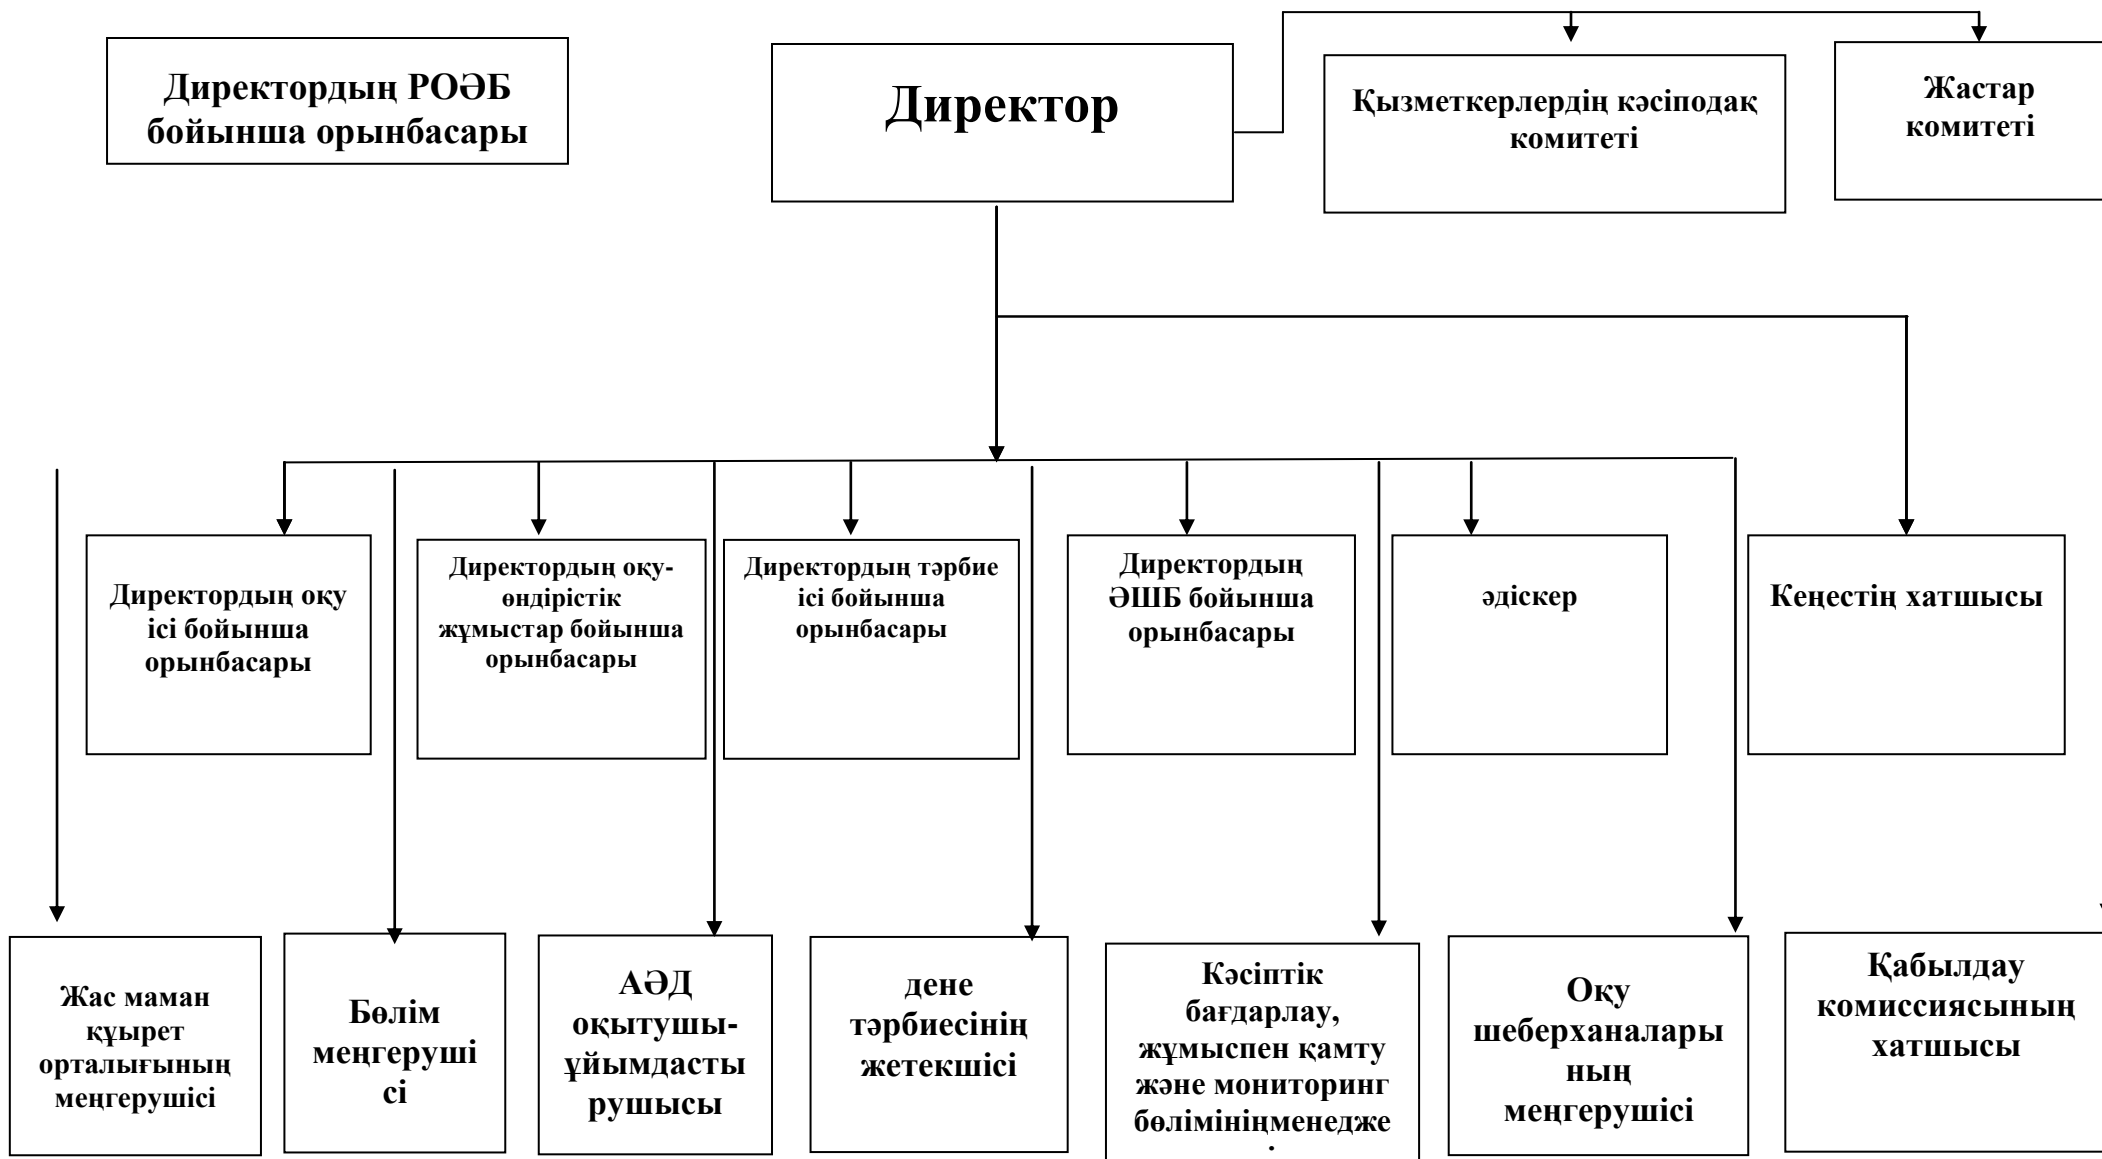 Директордың РОӘБ
бойынша орынбасары
Директор
Қызметкерлердің кәсіподақ
комитеті
Жастар
комитеті
Директордың оқу
ісі бойынша
орынбасары
Директордың оқу-
өндірістік
жұмыстар бойынша
орынбасары
Директордың тәрбие
ісі бойынша
орынбасары
Директордың
ӘШБ бойынша
орынбасары
әдіскер
Кеңестің хатшысы
Жас маман
құырет
орталығының
меңгерушісі
Бөлім
меңгеруші
сі
АӘД
оқытушы-
ұйымдасты
рушысы
дене
тәрбиесінің
жетекшісі
Кәсіптік
бағдарлау,
жұмыспен қамту
және мониторинг
бөлімініңменедже
Оқу
шеберханалары
ның
меңгерушісі
Қабылдау
комиссиясының
хатшысы